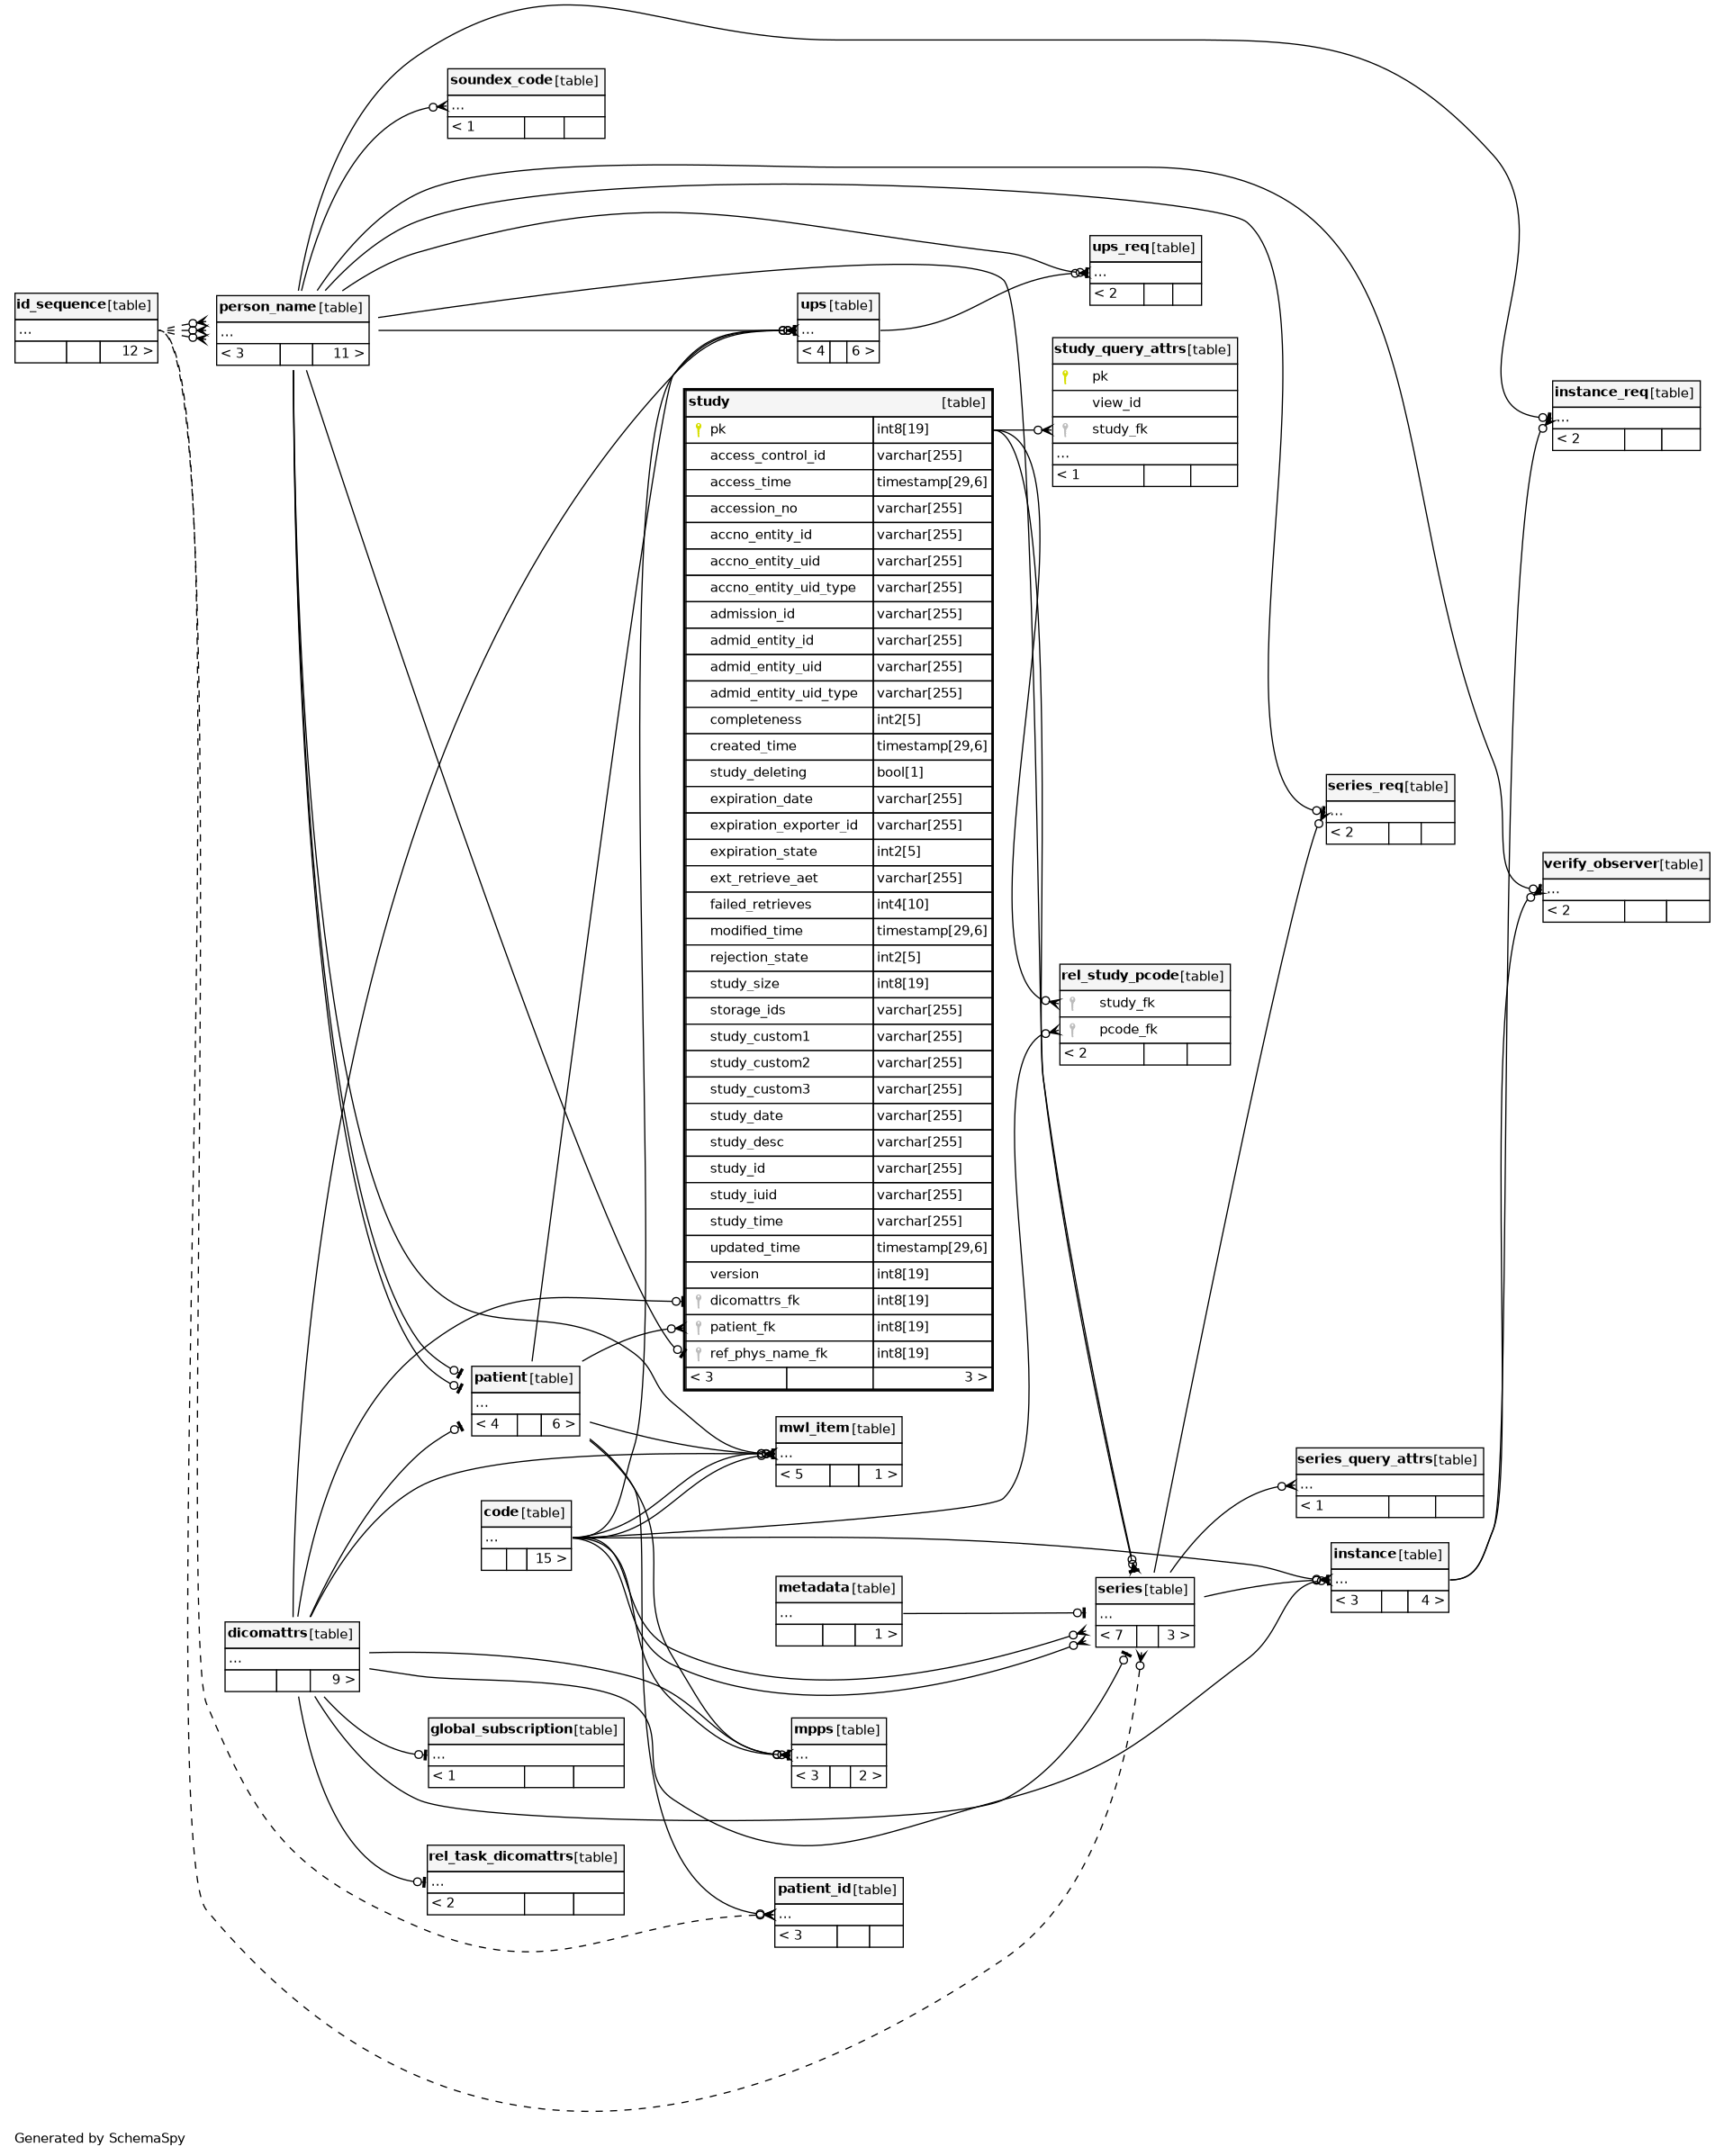 soundex_code [table]
...
< 1
ups_req [table]
...
< 2
id_sequence [table]
...
12 >
person_name [table]
...
< 3 11 >
ups [table]
...
< 4 6 >
study_query_attrs [table]
pk
view_id
study_fk
...
< 1
instance_req [table]
...
< 2
study [table]
pk int8[19]
access_control_id varchar[255]
access_time timestamp[29,6]
accession_no varchar[255]
accno_entity_id varchar[255]
accno_entity_uid varchar[255]
accno_entity_uid_type varchar[255]
admission_id varchar[255]
admid_entity_id varchar[255]
admid_entity_uid varchar[255]
admid_entity_uid_type varchar[255]
completeness int2[5]
created_time timestamp[29,6]
study_deleting bool[1]
expiration_date varchar[255]
expiration_exporter_id varchar[255]
expiration_state int2[5]
ext_retrieve_aet varchar[255]
failed_retrieves int4[10]
modified_time timestamp[29,6]
rejection_state int2[5]
study_size int8[19]
storage_ids varchar[255]
study_custom1 varchar[255]
study_custom2 varchar[255]
study_custom3 varchar[255]
study_date varchar[255]
study_desc varchar[255]
study_id varchar[255]
study_iuid varchar[255]
study_time varchar[255]
updated_time timestamp[29,6]
version int8[19]
dicomattrs_fk int8[19]
patient_fk int8[19]
ref_phys_name_fk int8[19]
< 3 3 >
series_req [table]
...
< 2
verify_observer [table]
...
< 2
rel_study_pcode [table]
study_fk
pcode_fk
< 2
patient [table]
...
< 4 6 >
mwl_item [table]
...
< 5 1 >
series_query_attrs [table]
...
< 1
code [table]
...
15 >
instance [table]
...
< 3 4 >
metadata [table]
...
1 >
series [table]
...
< 7 3 >
dicomattrs [table]
...
9 >
global_subscription [table]
...
< 1
mpps [table]
...
< 3 2 >
rel_task_dicomattrs [table]
...
< 2
patient_id [table]
...
< 3
Generated by SchemaSpy